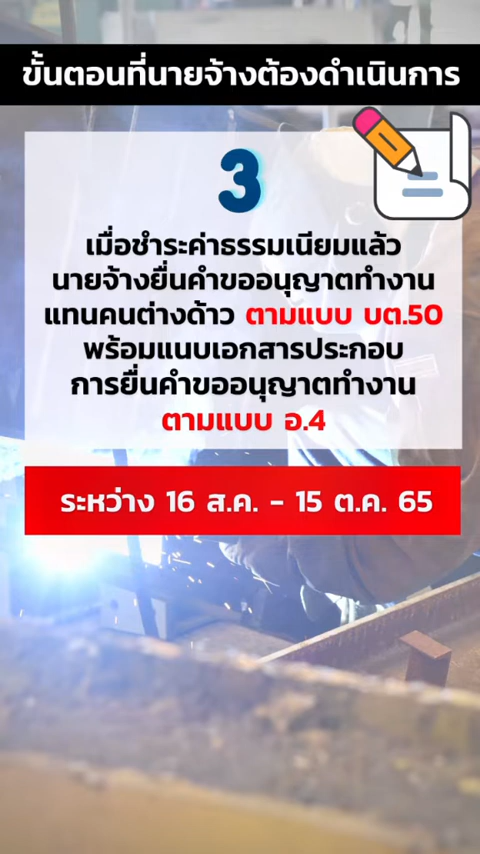 ขั้นตอนที่นายจ้างต้องดำเนินการ
3
เมื่อชำระค่าธรรมเนียมแล้ว
นายจ้างยื่นคำขออนุญาตทำงาน
แทนคนต่างด้าว ตามแบบ บต.50
พร้อมแนบเอกสารประกอบ
การยื่นคำขออนุญาตทำงาน
ตามแบบ อ.4
ระหว่าง 16 ส.ค. - 15 ต.ค. 65